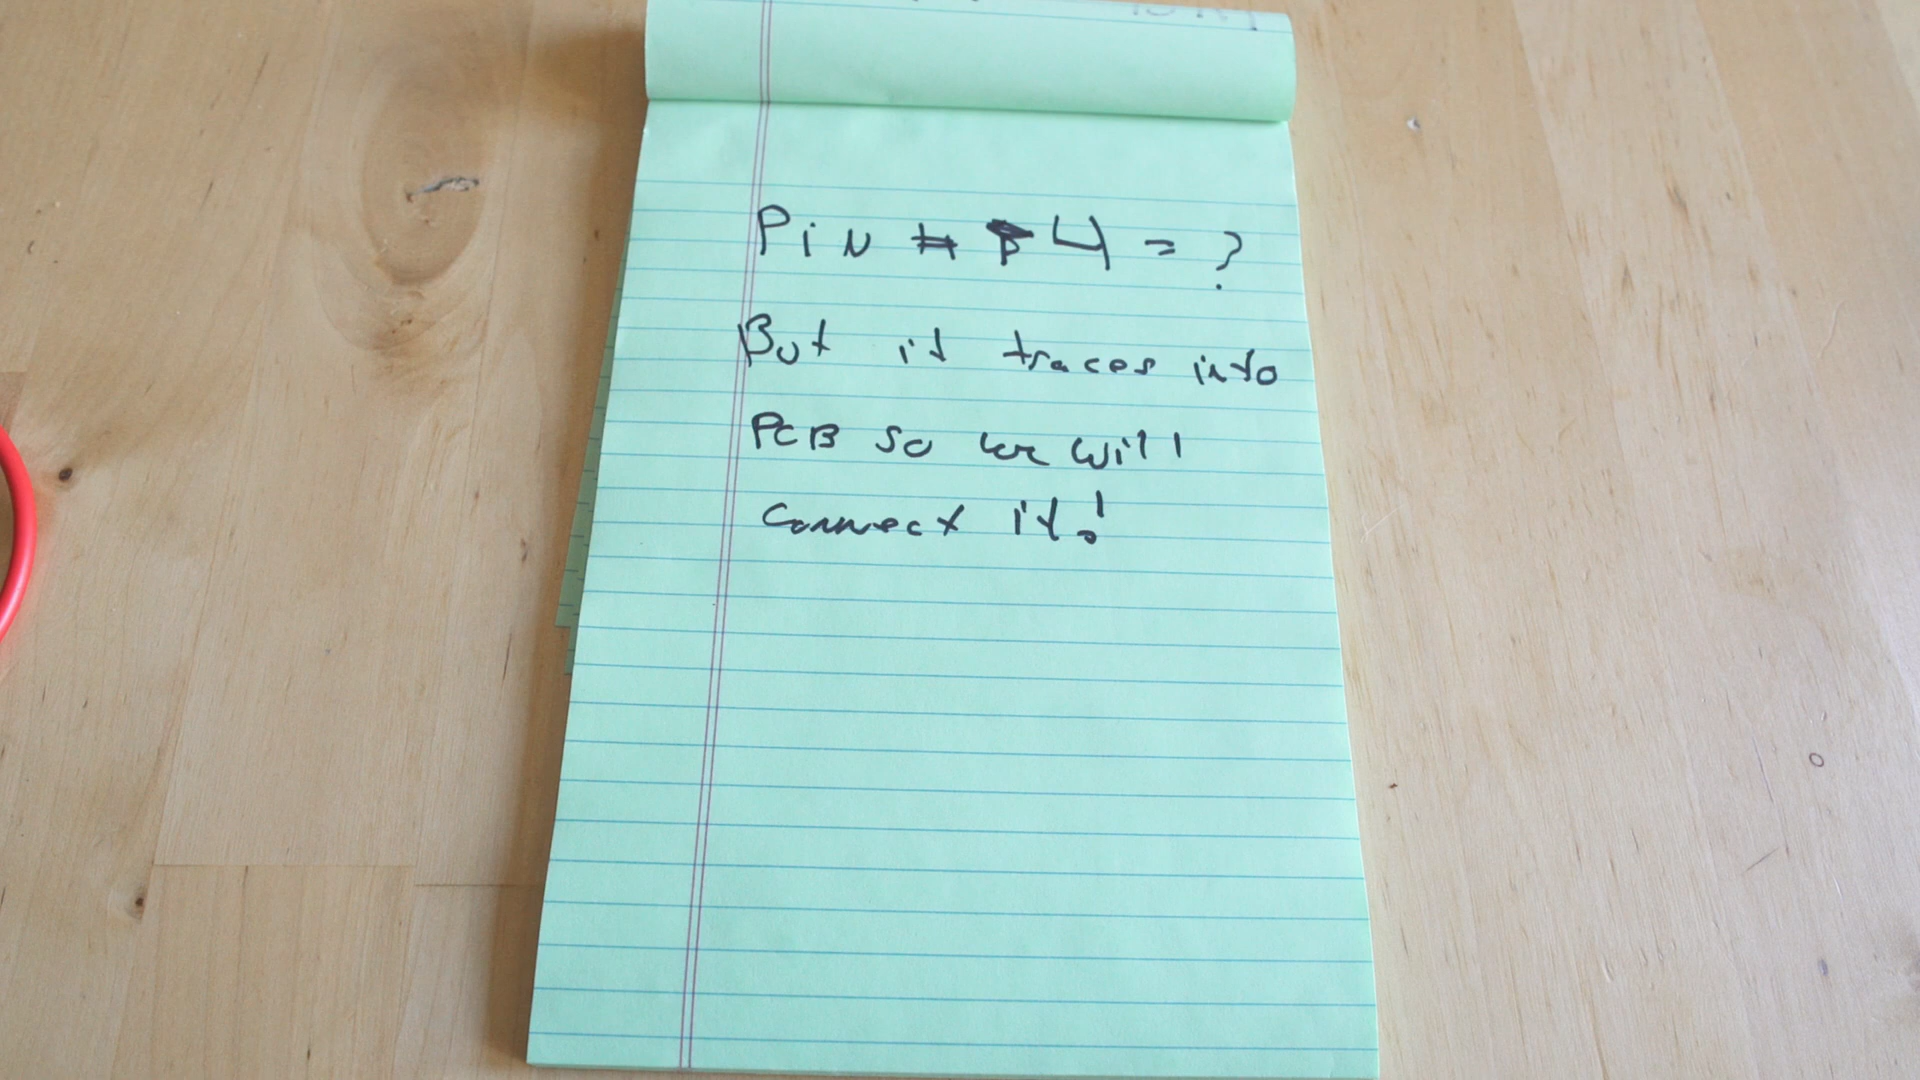 PiN # 4 = ?
But it traces into
PCB so we will
connect it!